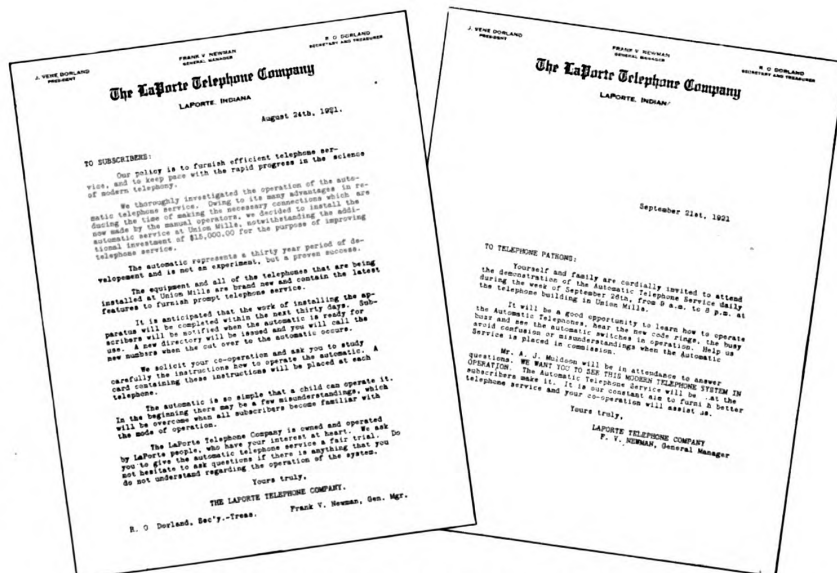 J. VENE DORLAND
PRESIDENT
FRANK V. NEWMAN
GENERAL MANAGER
R O DORLAND
SECRETARY AND TREASURER
The LaPorte Telephone Company
LAPORTE, INDIANA
August 24th, 1921.
TO SUBSCRIBERS:
Our policy is to furnish efficient telephone ser-
vice, and to keep pace with the rapid progress in the science
of modern telephony.
We thoroughly investigated the operation of the auto-
matic telephone service. Owing to its many advantages in re-
ducing the time of making the necessary connections which are
now made by the manual operators, we decided to install the
automatic service at Union Mills, notwithstanding the addi-
tional investment of $15,000.00 for the purpose of improving
telephone service.
The automatic represents a thirty year period of de-
velopement and is not an experiment, but a proven success.
The equipment and all of the telephones that are being
installed at Union Mills are brand new and contain the latest
features to furnish prompt telephone service.
It is anticipated that the work of installing the ap-
paratus will be completed within the next thirty days. Sub-
scribers will be notified when the automatic is ready for
use. A new directory will be issued and you will call the
new numbers when the cut over to the automatic occurs.
We solicit your co-operation and ask you to study
carefully the instructions how to operate the automatic. A
card containing these instructions will be placed at each
telephone.
The automatic is so simple that a child can operate it.
In the beginning there may be a few misunderstandings, which
will be overcome when all subscribers become familiar with
the mode of operation.
The LaPorte Telephone Company is owned and operated
by LaPorte people, who have your interest at heart. We ask
you to give the automatic telephone service a fair trial. Do
not hesitate to ask questions if there is anything that you
do not understand regarding the operation of the system.
Yours truly,
THE LAPORTE TELEPHONE COMPANY.
R. O Dorland, Sec'y.-Treas. Frank V. Newman, Gen. Mgr.
J. VENE DORLAND
PRESIDENT
FRANK V. NEWMAN
GENERAL MANAGER
R O DORLAND
SECRETARY AND TREASURER
The LaPorte Telephone Company
LAPORTE, INDIAN
September 21st, 1921
TO TELEPHONE PATRONS:
Yourself and family are cordially invited to attend
the demonstration of the Automatic Telephone Service daily
during the week of September 26th, from 9 a.m. to 8 p.m. at
the telephone building in Union Mills.
It will be a good opportunity to learn how to operate
the Automatic Telephones, hear the new code rings, the busy
buzz and see the automatic switches in operation. Help us
avoid confusion or misunderstandings when the Automatic
Service is placed in commission.
Mr. A. J. Muldoon will be in attendance to answer
questions. WE WANT YOU TO SEE THIS MODERN TELEPHONE SYSTEM IN
OPERATION. The Automatic Telephone Service will be at the
subscribers make it. It is our constant aim to furni h better
telephone service and your co-operation will assist us.
Yours truly,
LAPORTE TELEPHONE COMPANY
F. V. NEWMAN, General Manager